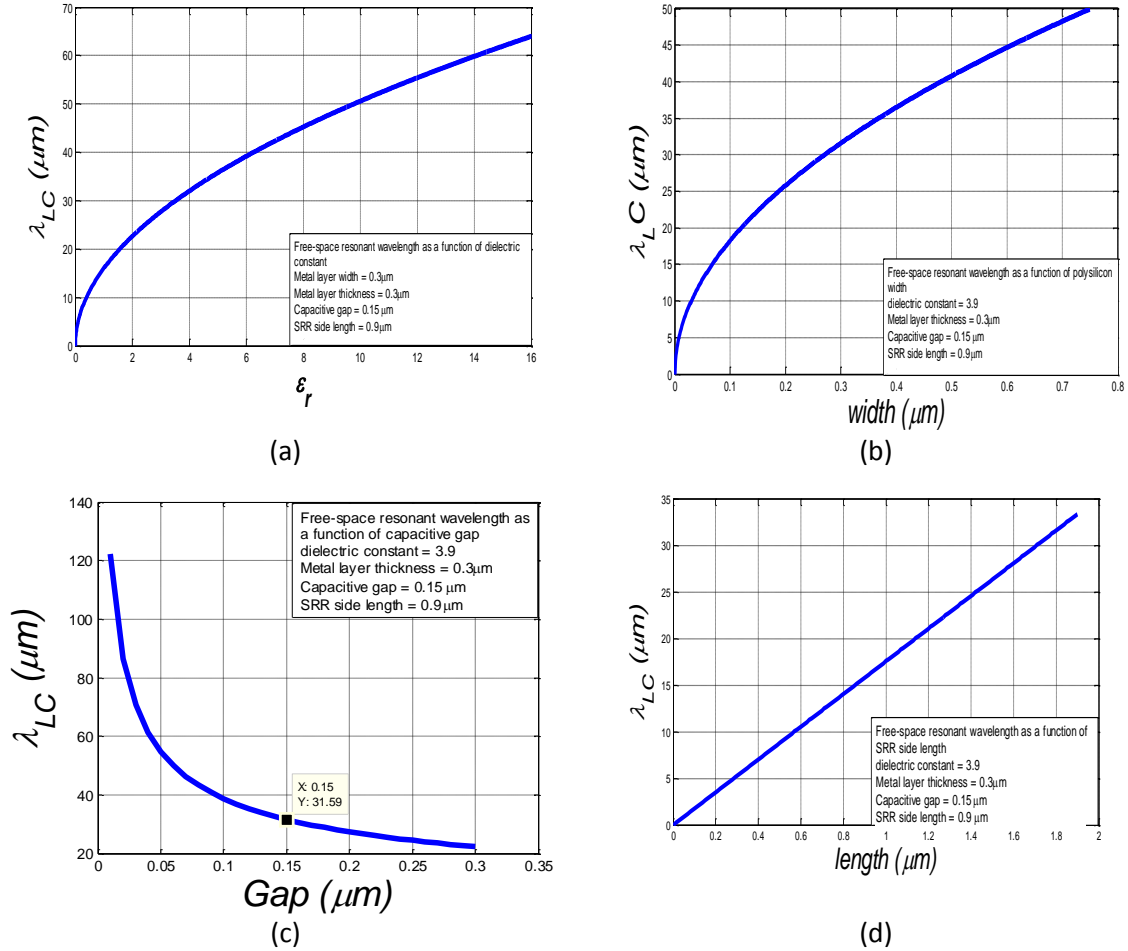 70
60
50
40
30
20
10
0
λ_LC (μm)
Free-space resonant wavelength as a function of dielectric
constant
Metal layer width = 0.3μm
Metal layer thickness = 0.3μm
Capacitive gap = 0.15 μm
SRR side length = 0.9μm
0 2 4 6 8 10 12 14 16
ε_r
(a)
50
45
40
35
30
25
20
15
10
5
0
λ_LC (μm)
Free-space resonant wavelength as a function of polysilicon
width
dielectric constant = 3.9
Metal layer thickness = 0.3μm
Capacitive gap = 0.15 μm
SRR side length = 0.9μm
0 0.1 0.2 0.3 0.4 0.5 0.6 0.7 0.8
width (μm)
(b)
140
120
100
80
60
40
20
λ_LC (μm)
Free-space resonant wavelength as
a function of capacitive gap
dielectric constant = 3.9
Metal layer thickness = 0.3μm
Capacitive gap = 0.15 μm
SRR side length = 0.9μm
X: 0.15
Y: 31.59
0 0.05 0.1 0.15 0.2 0.25 0.3 0.35
Gap (μm)
(c)
35
30
25
20
15
10
5
0
λ_LC (μm)
Free-space resonant wavelength as a function of
SRR side length
dielectric constant = 3.9
Metal layer thickness = 0.3μm
Capacitive gap = 0.15 μm
SRR side length = 0.9 μm
0 0.2 0.4 0.6 0.8 1 1.2 1.4 1.6 1.8 2
length (μm)
(d)